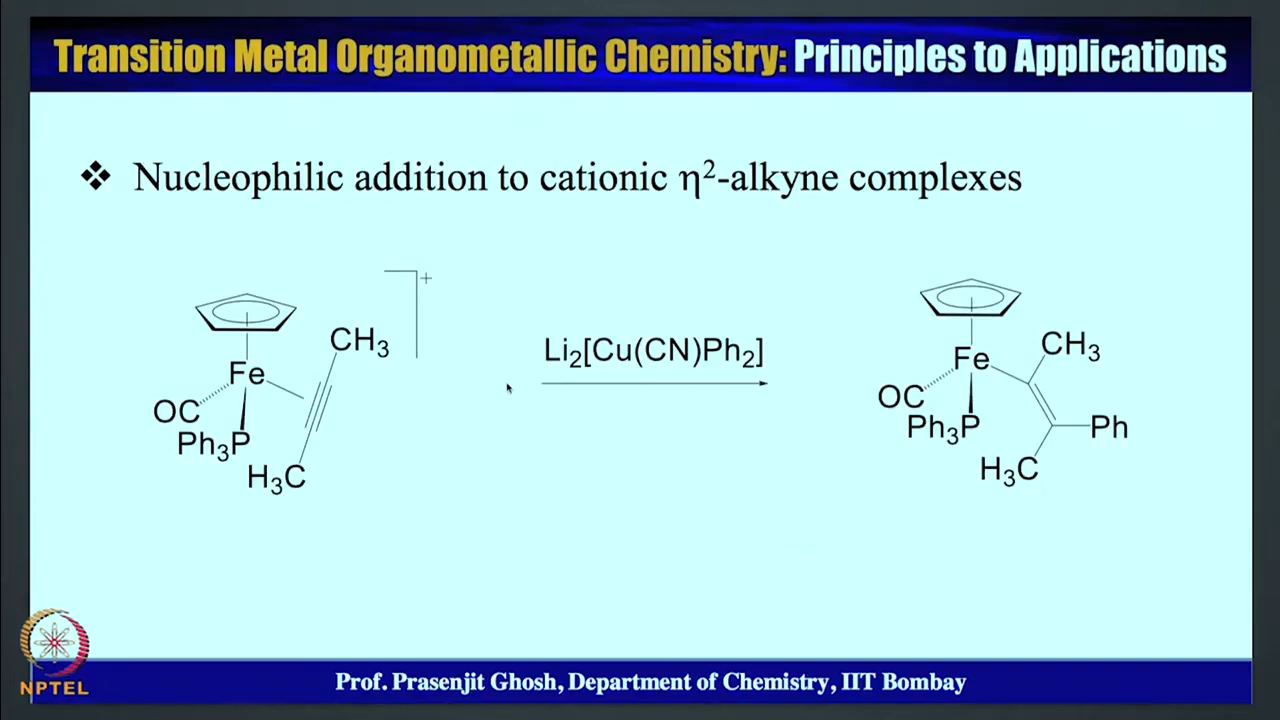 Transition Metal Organometallic Chemistry: Principles to Applications
❖ Nucleophilic addition to cationic η²-alkyne complexes
+
CH₃
Fe
OC
Ph₃P
H₃C
Li₂[Cu(CN)Ph₂]
Fe
CH₃
OC
Ph₃P
Ph
H₃C
NPTEL
Prof. Prasenjit Ghosh, Department of Chemistry, IIT Bombay